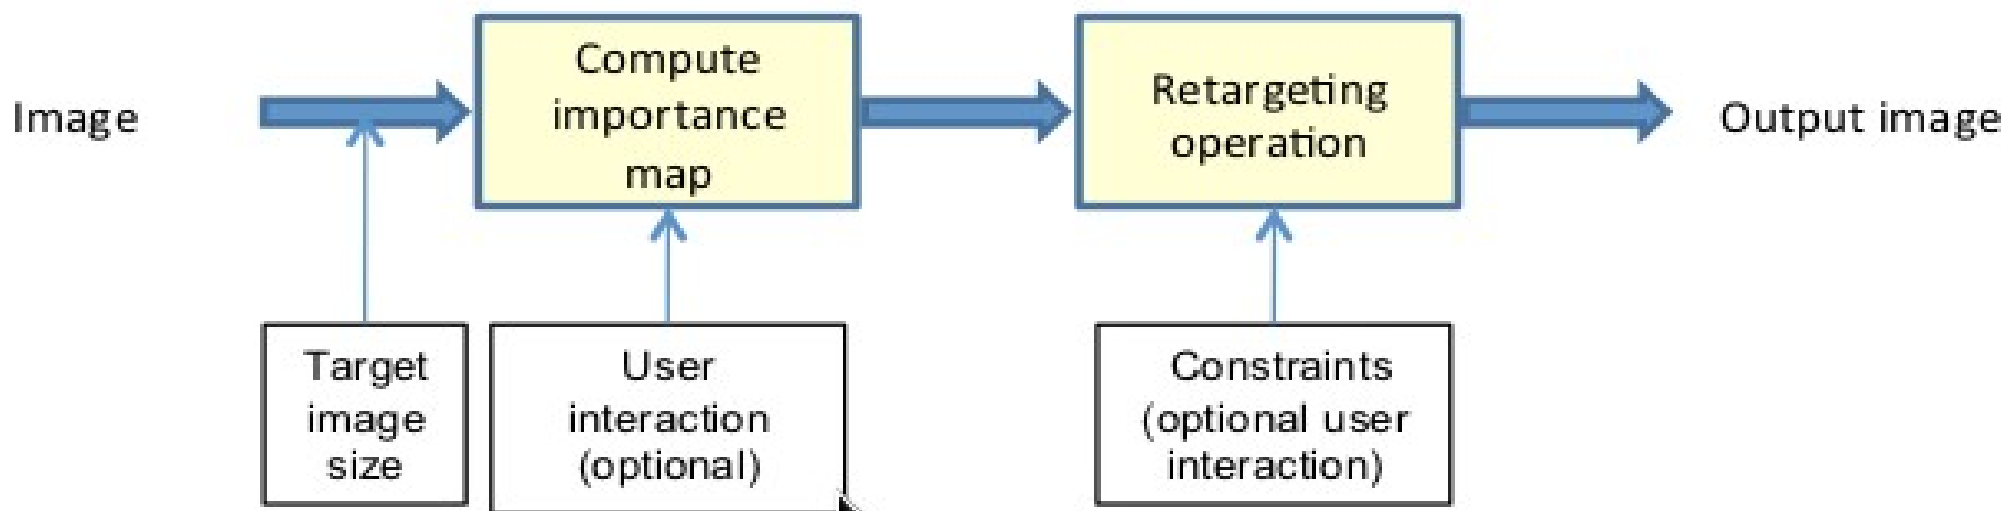 Image
Compute
importance
map
Retargeting
operation
Output image
Target
image
size
User
interaction
(optional)
Constraints
(optional user
interaction)